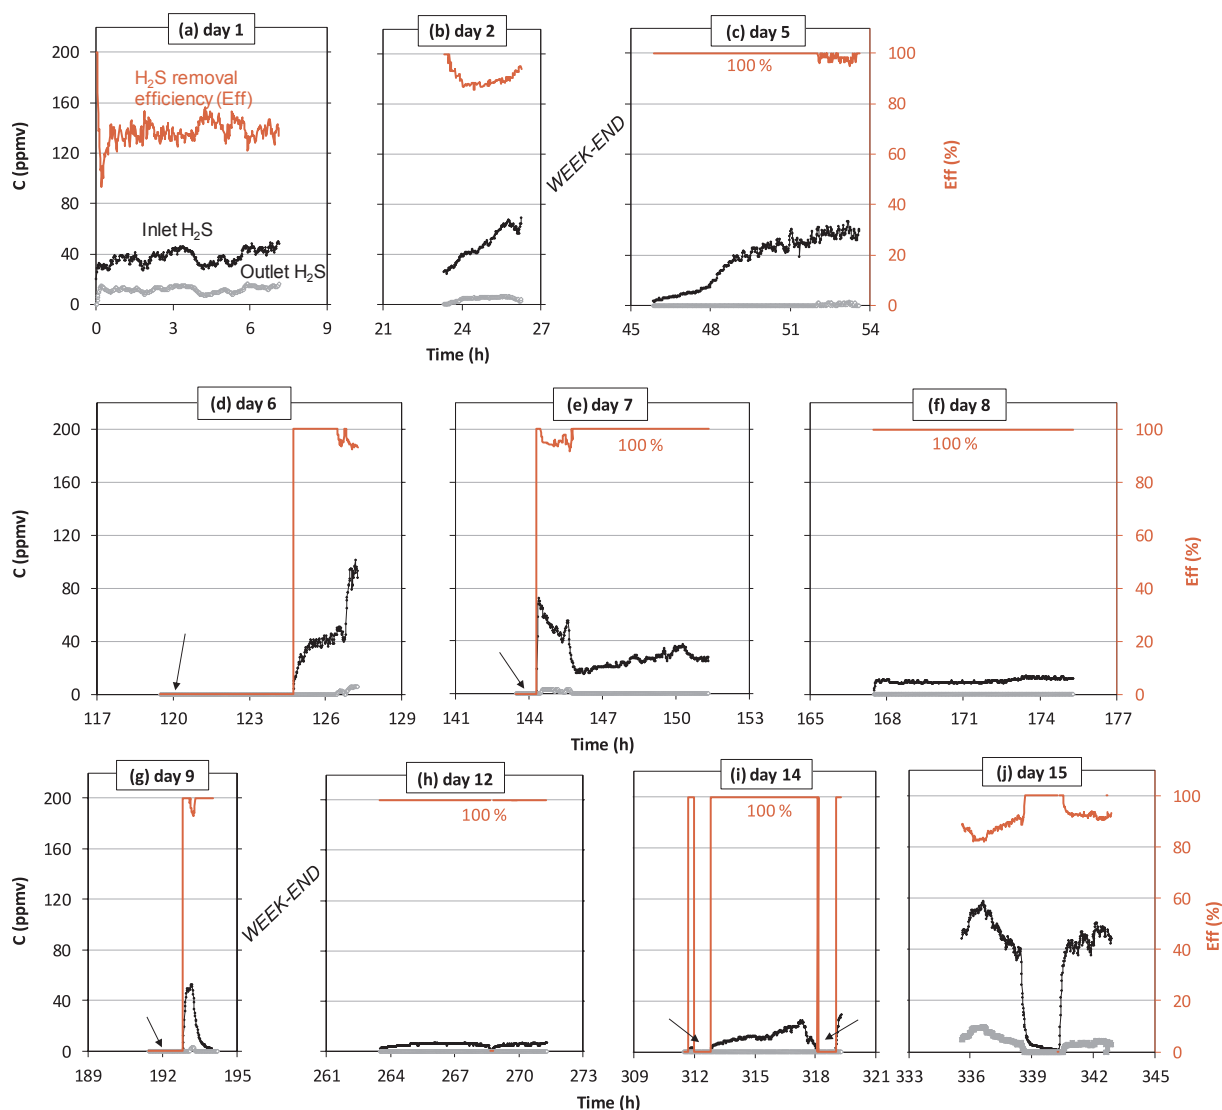 (a) day 1
(b) day 2
(c) day 5
200
160
120
80
40
0
C (ppmv)
H₂S removal
efficiency (Eff)
Inlet H₂S
Outlet H₂S
0 3 6 9
21 24 27
WEEK-END
100 %
45 48 51 54
100
80
60
40
20
0
Eff (%)
Time (h)
(d) day 6
(e) day 7
(f) day 8
200
160
120
80
40
0
C (ppmv)
117 120 123 126 129
100 %
141 144 147 150 153
100 %
165 168 171 174 177
100
80
60
40
20
0
Eff (%)
Time (h)
(g) day 9
(h) day 12
(i) day 14
(j) day 15
200
160
120
80
40
0
C (ppmv)
189 192 195
WEEK-END
100 %
261 264 267 270 273
100 %
309 312 315 318 321
333 336 339 342 345
100
80
60
40
20
0
Eff (%)
Time (h)
Time (h)